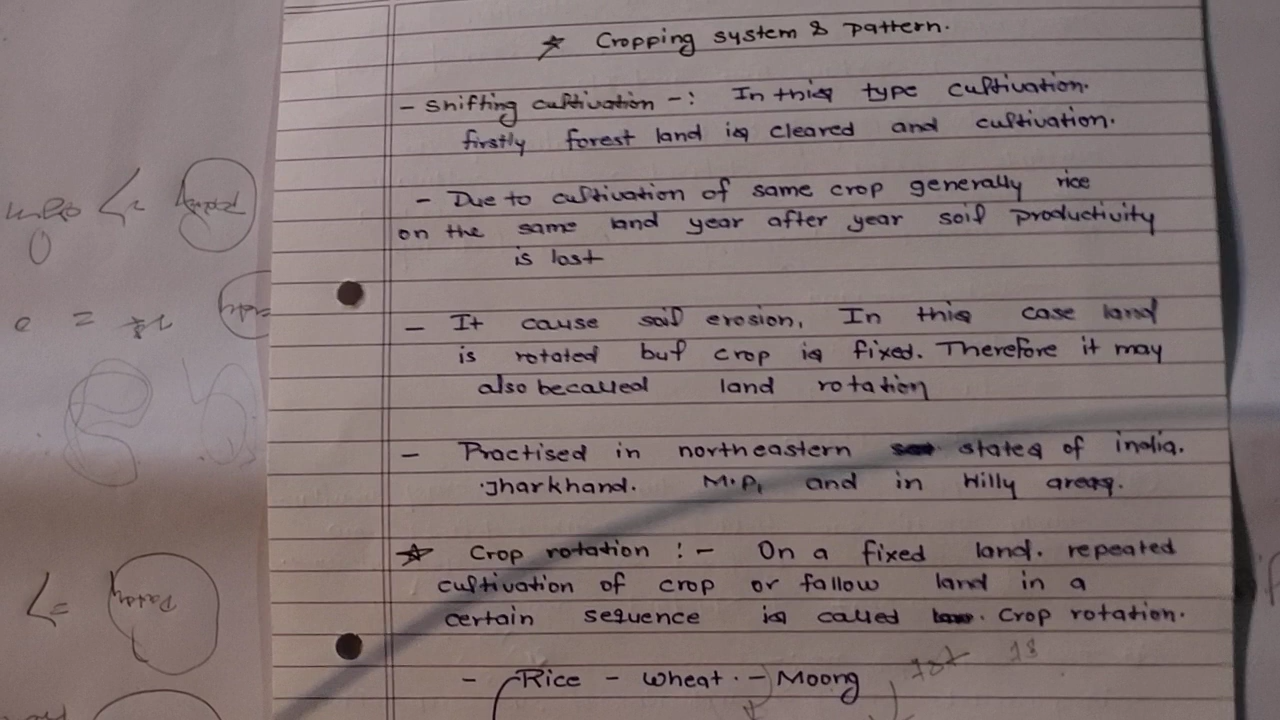 ★ Cropping system & pattern.
- Shifting cultivation -: In this type cultivation.
firstly forest land is cleared and cultivation.
- Due to cultivation of same crop generally rice
on the same land year after year soil productivity
is lost
- It cause soil erosion, In this case land
is rotated but crop is fixed. Therefore it may
also becalled land rotation
- Practised in northeastern states of india.
Jharkhand. M.P, and in Hilly areas.
★ Crop rotation :- On a fixed land. repeated
cultivation of crop or fallow land in a
certain sequence is called Crop rotation.
- Rice - wheat - Moong